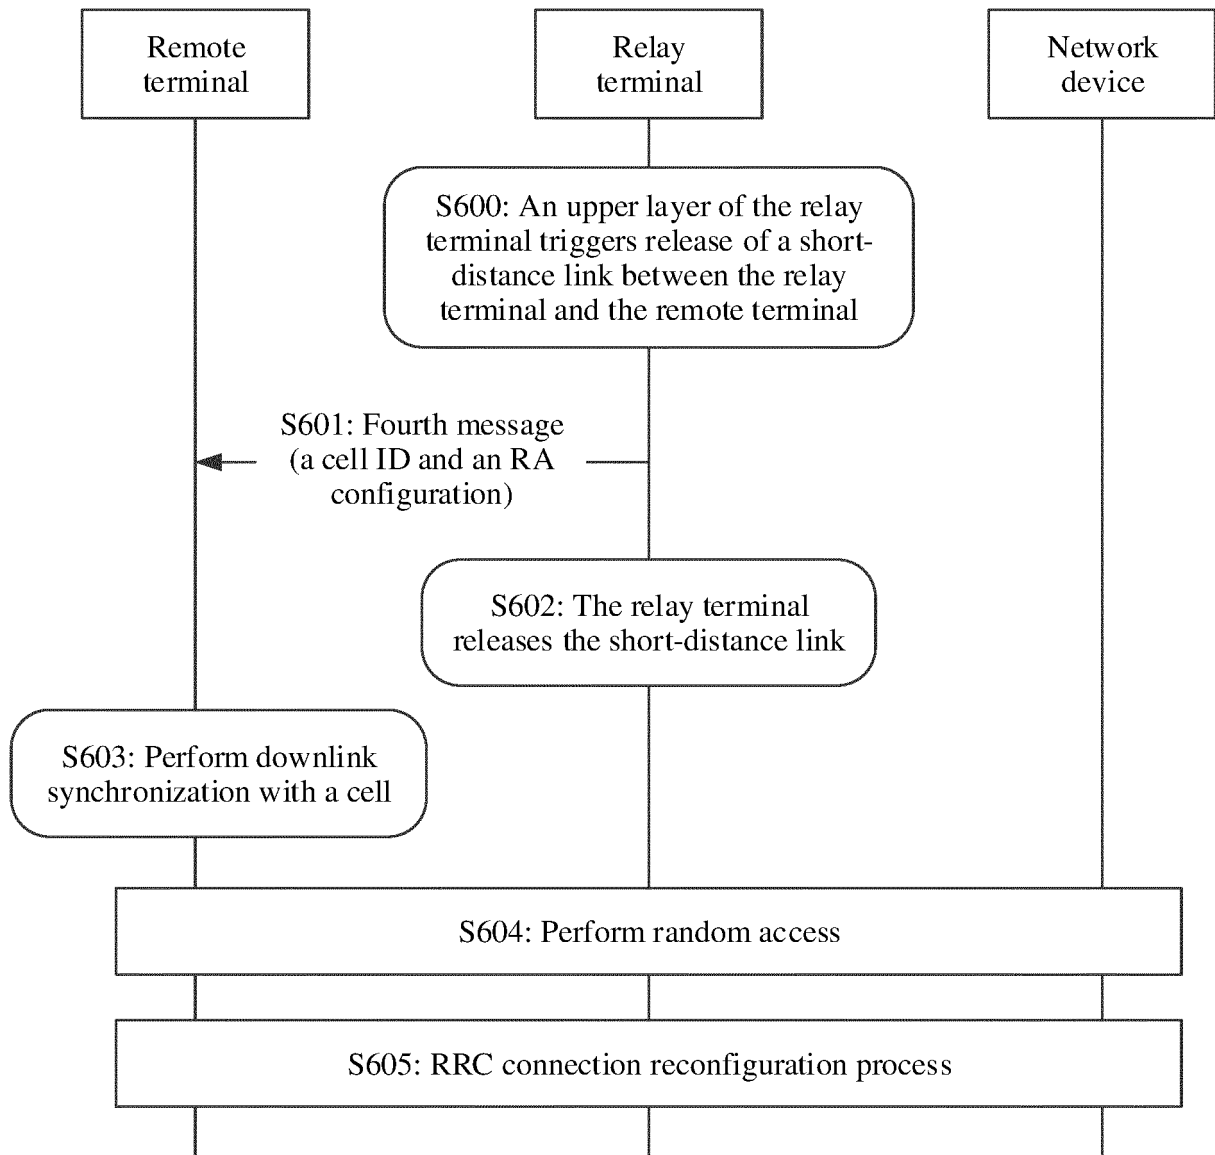 Remote
terminal
Relay
terminal
Network
device
S600: An upper layer of the relay
terminal triggers release of a short-
distance link between the relay
terminal and the remote terminal
S601: Fourth message
(a cell ID and an RA
configuration)
S602: The relay terminal
releases the short-distance link
S603: Perform downlink
synchronization with a cell
S604: Perform random access
S605: RRC connection reconfiguration process